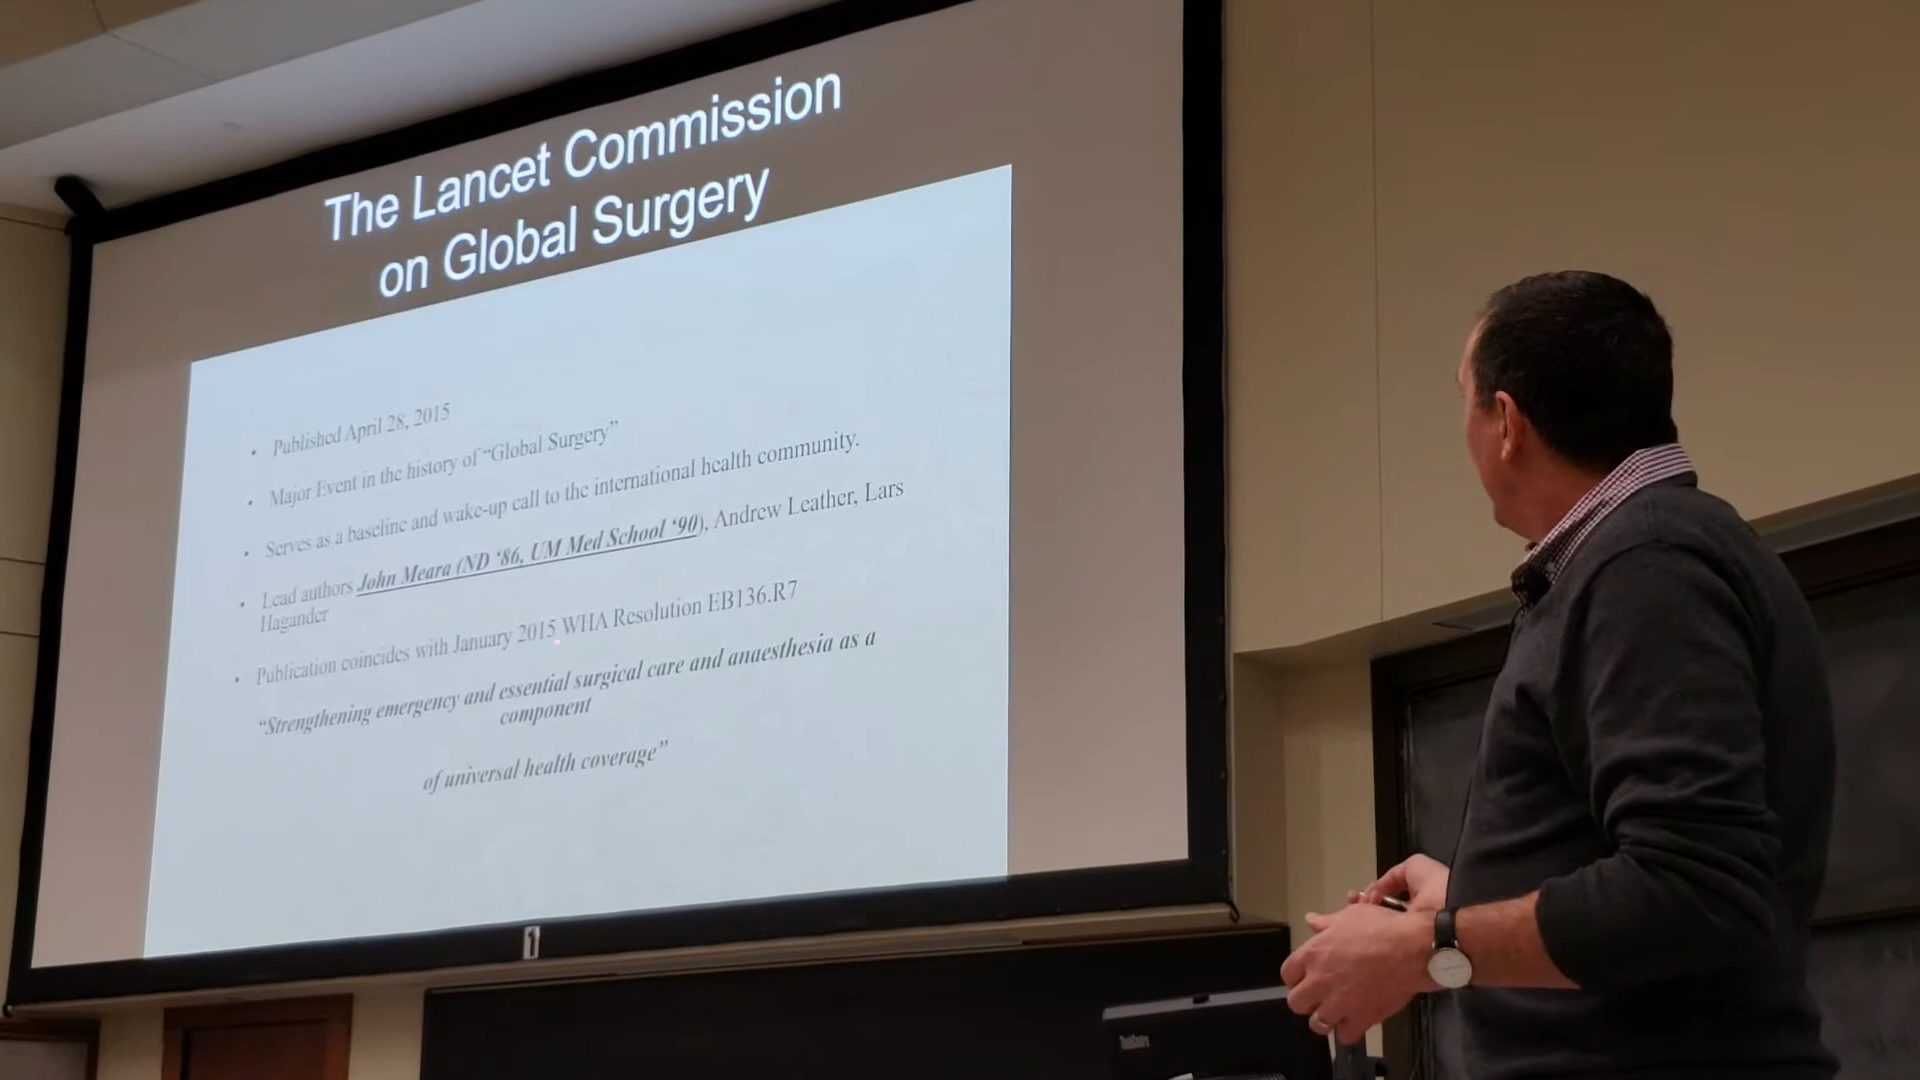 The Lancet Commission
on Global Surgery
• Published April 28, 2015
• Major Event in the history of “Global Surgery”
• Serves as a baseline and wake-up call to the international health community.
• Lead authors John Meara (ND ‘86, UM Med School ‘90), Andrew Leather, Lars
Hagander
• Publication coincides with January 2015 WHA Resolution EB136.R7
“Strengthening emergency and essential surgical care and anaesthesia as a
component
of universal health coverage”
1
ThinkCentre